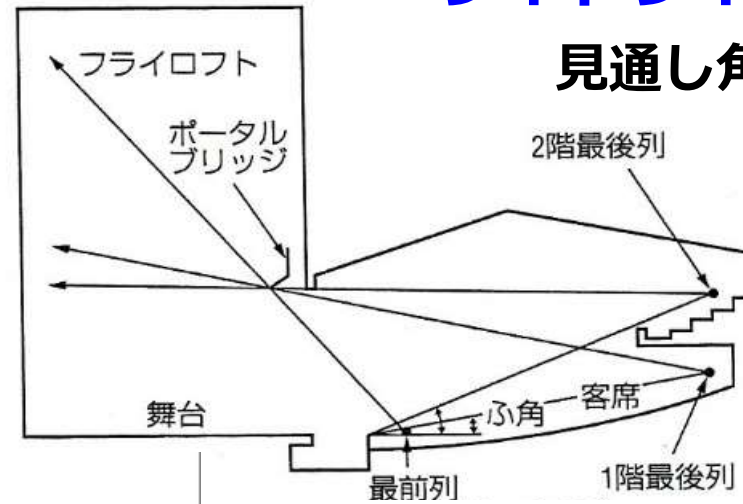 見通し角
フライロフト
ポータル
ブリッジ
2階最後列
舞台
ふ角
客席
最前列
1階最後列